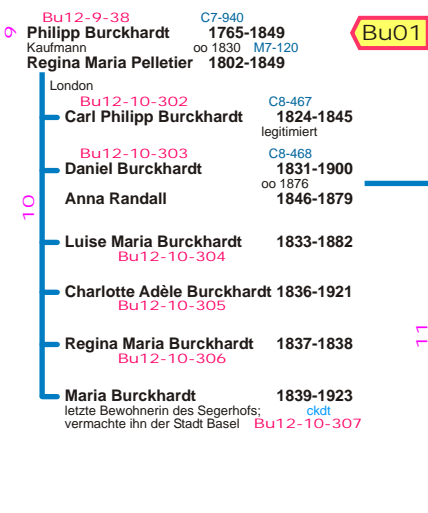 Bu12-9-38 C7-940
9 Philipp Burckhardt 1765-1849 Bu01
Kaufmann oo 1830 M7-120
Regina Maria Pelletier 1802-1849
London
Bu12-10-302 C8-467
Carl Philipp Burckhardt 1824-1845
legitimiert
Bu12-10-303 C8-468
Daniel Burckhardt 1831-1900
oo 1876
10 Anna Randall 1846-1879
Luise Maria Burckhardt 1833-1882
Bu12-10-304
Charlotte Adèle Burckhardt 1836-1921
Bu12-10-305
11
Regina Maria Burckhardt 1837-1838
Bu12-10-306
Maria Burckhardt 1839-1923
letzte Bewohnerin des Segerhofs; ckdt
vermachte ihn der Stadt Basel Bu12-10-307